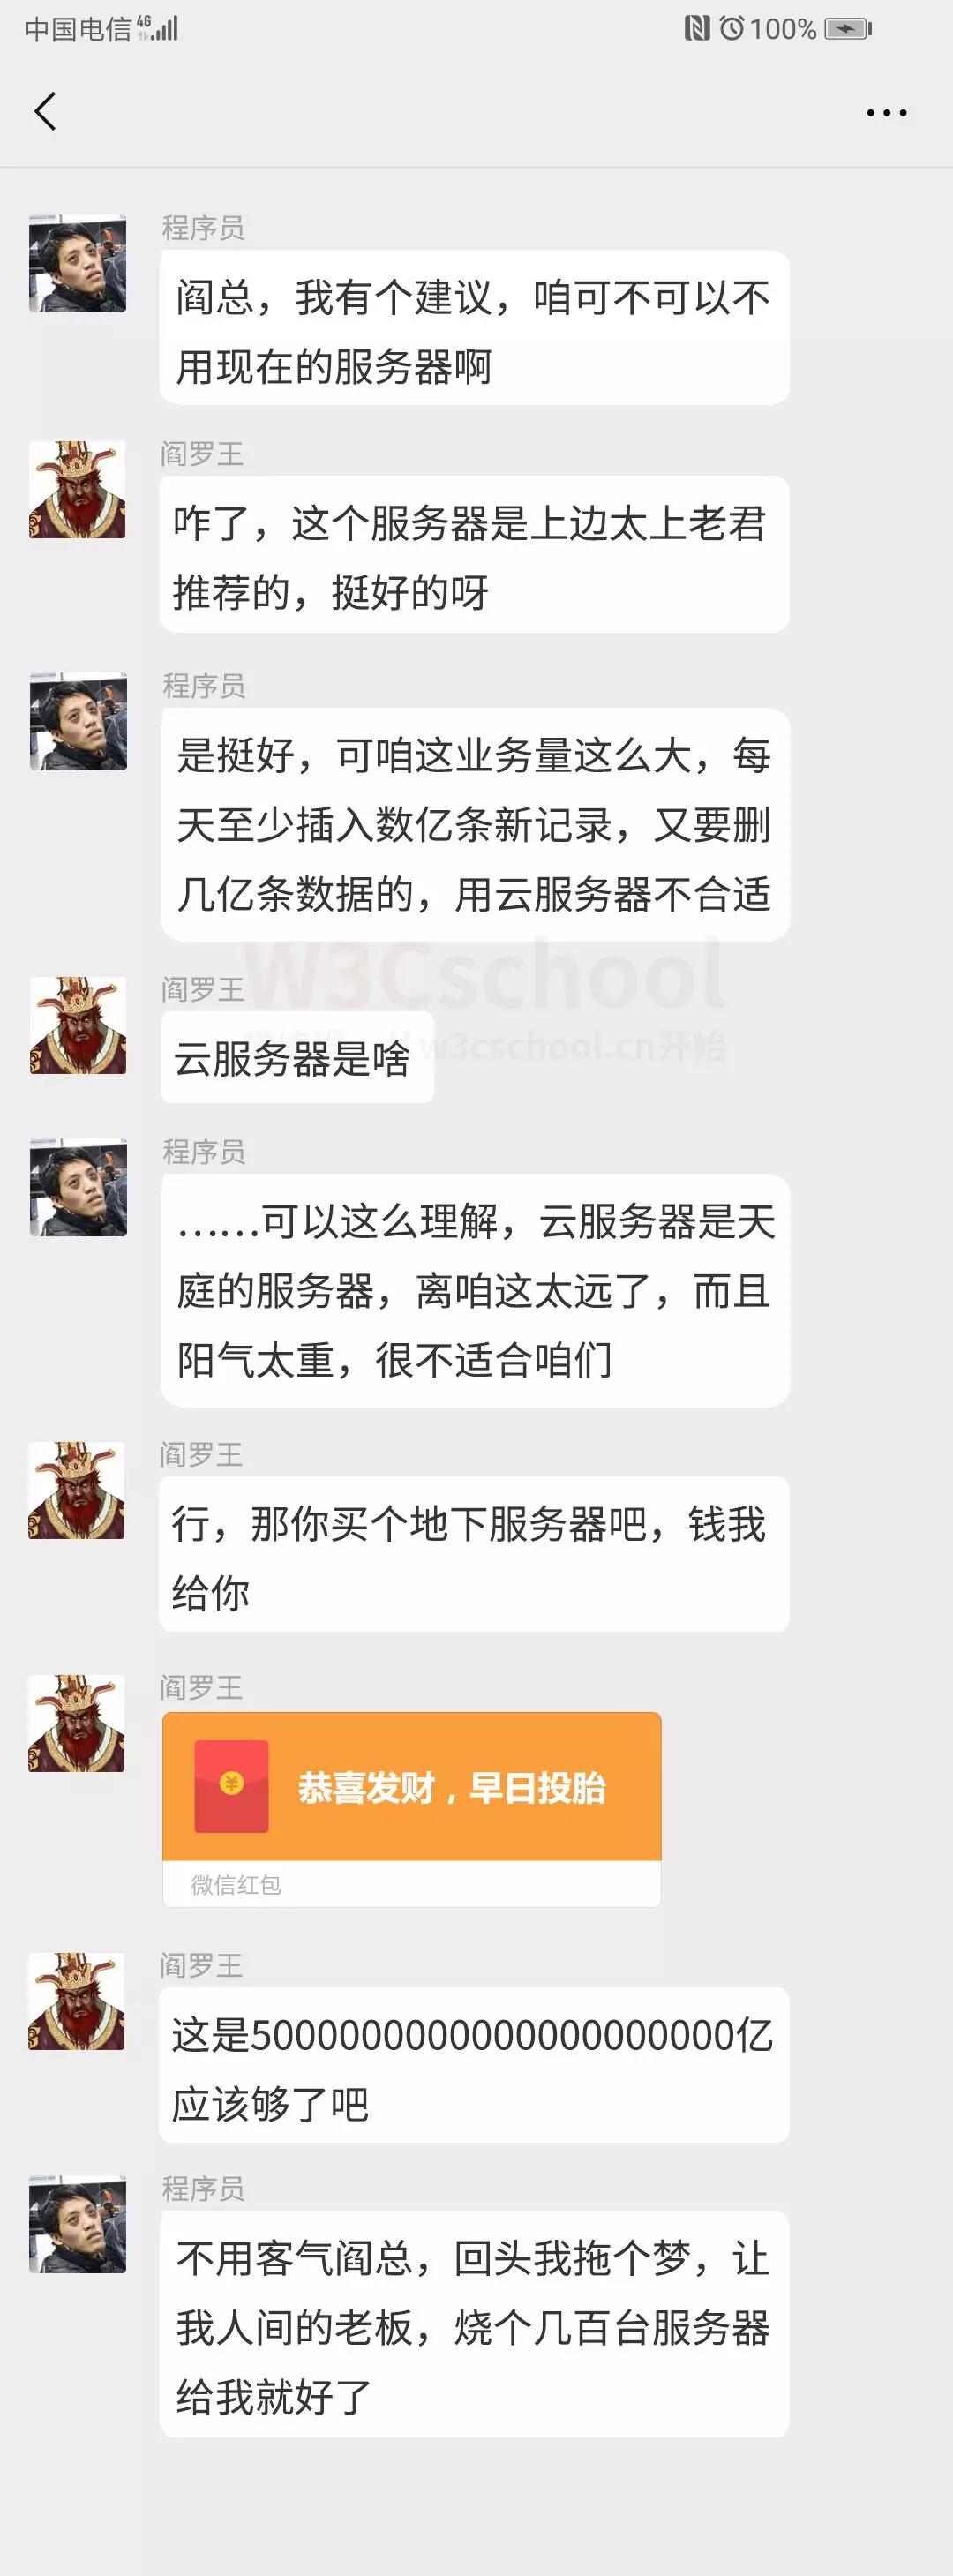 中国电信 4G 100%
程序员
阎总，我有个建议，咱可不可以不
用现在的服务器啊
阎罗王
咋了，这个服务器是上边太上老君
推荐的，挺好的呀
程序员
是挺好，可咱这业务量这么大，每
天至少插入数亿条新记录，又要删
几亿条数据的，用云服务器不合适
W3Cschool
w3cschool.cn开始
阎罗王
云服务器是啥
程序员
……可以这么理解，云服务器是天
庭的服务器，离咱这太远了，而且
阳气太重，很不适合咱们
阎罗王
行，那你买个地下服务器吧，钱我
给你
阎罗王
恭喜发财，早日投胎
微信红包
阎罗王
这是5000000000000000000000000亿
应该够了吧
程序员
不用客气阎总，回头我拖个梦，让
我人间的老板，烧个几百台服务器
给我就好了